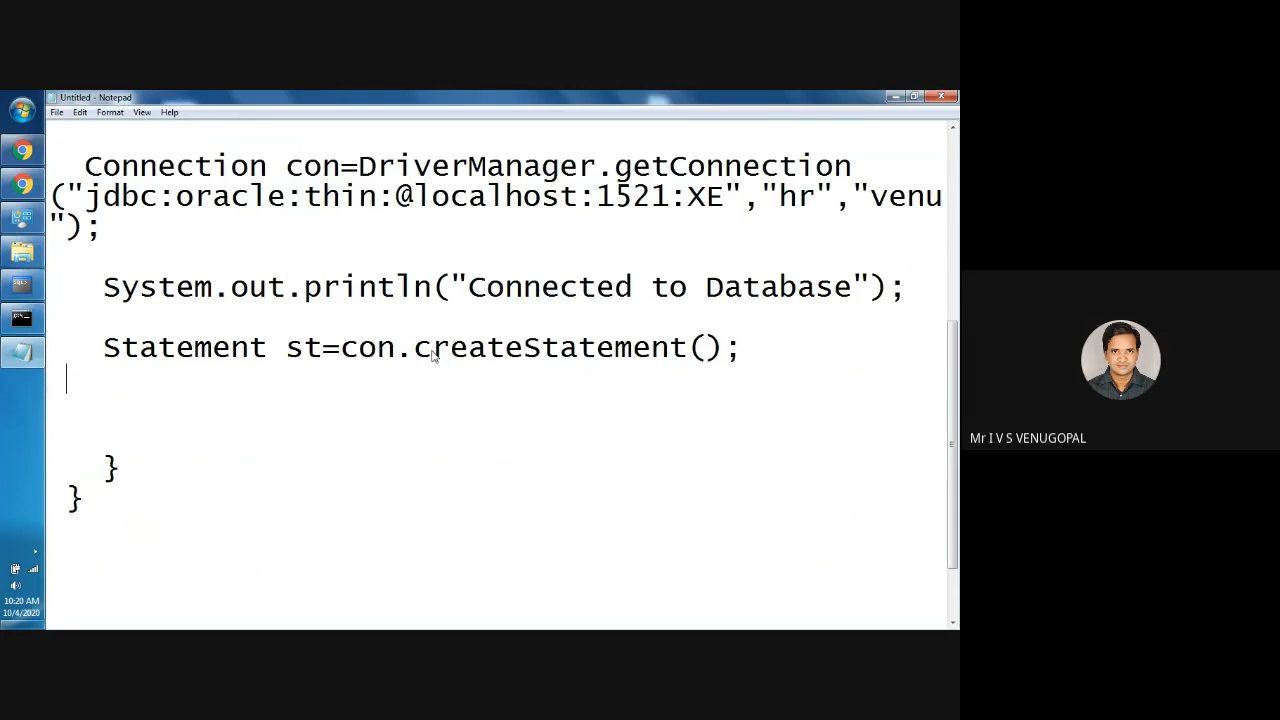 Untitled - Notepad
File Edit Format View Help
Connection con=DriverManager.getConnection
("jdbc:oracle:thin:@localhost:1521:XE","hr","venu
");
System.out.println("Connected to Database");
Statement st=con.createStatement();
}
}
10:20 AM
10/4/2020
Mr I V S VENUGOPAL